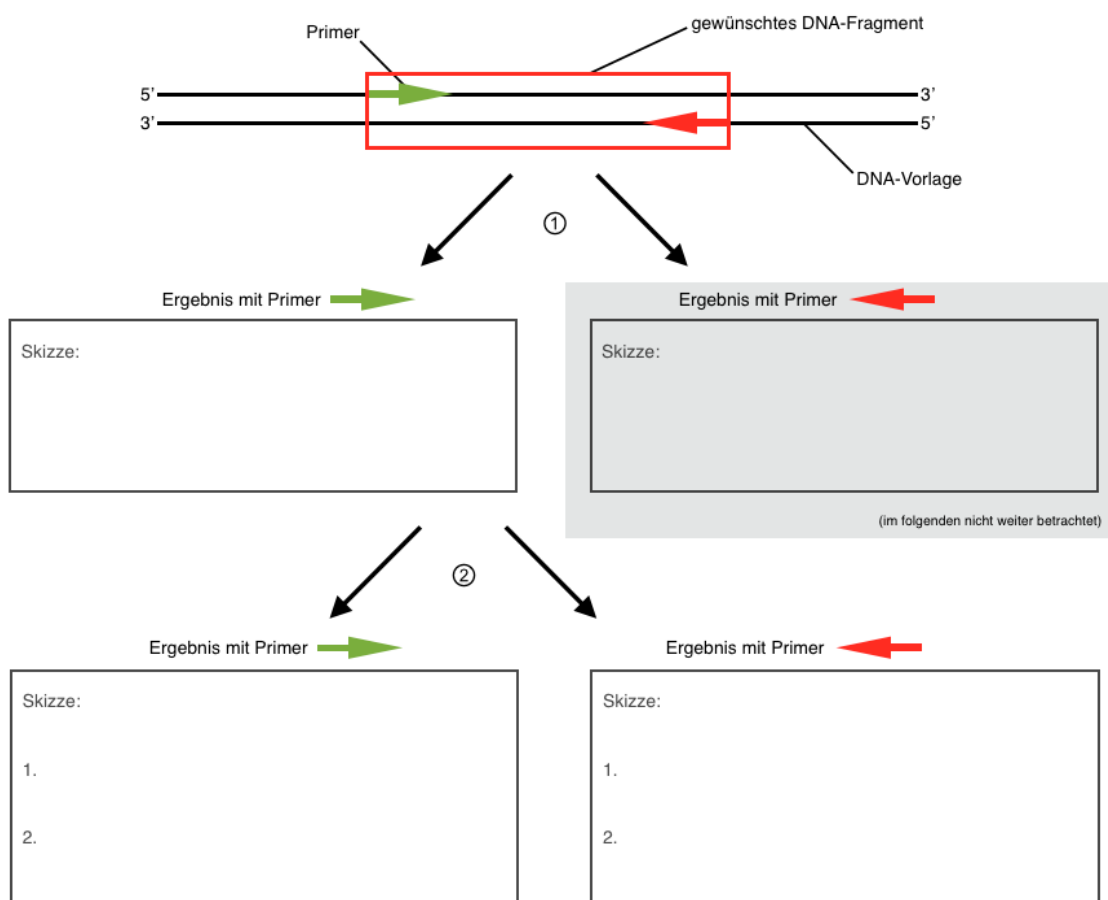 Primer
gewünschtes DNA-Fragment
5’ 3’
3’ 5’
DNA-Vorlage
①
Ergebnis mit Primer
Ergebnis mit Primer
Skizze:
Skizze:
(im folgenden nicht weiter betrachtet)
②
Ergebnis mit Primer
Ergebnis mit Primer
Skizze:
1.
2.
Skizze:
1.
2.